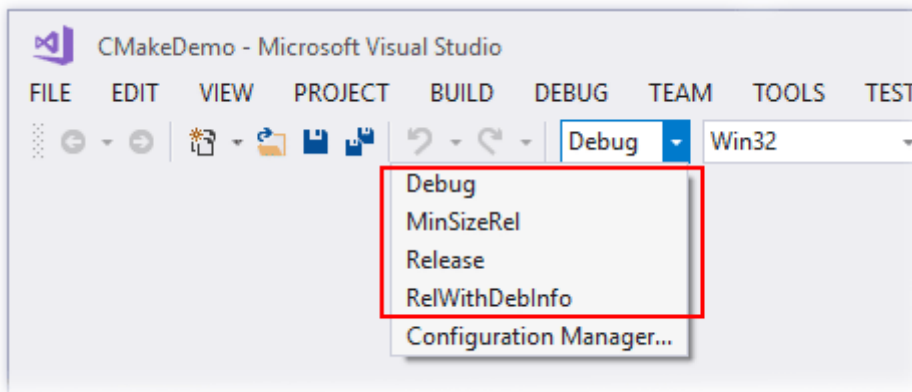 CMakeDemo - Microsoft Visual Studio
FILE EDIT VIEW PROJECT BUILD DEBUG TEAM TOOLS TEST
Debug Win32
Debug
MinSizeRel
Release
RelWithDebInfo
Configuration Manager...